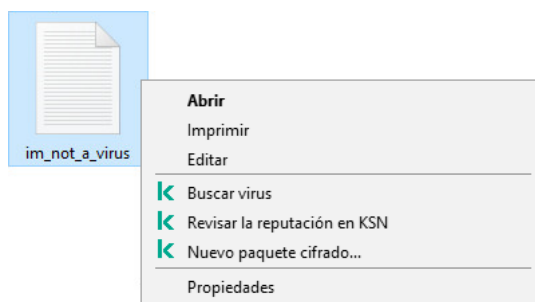 im_not_a_virus
Abrir
Imprimir
Editar
Buscar virus
Revisar la reputación en KSN
Nuevo paquete cifrado...
Propiedades